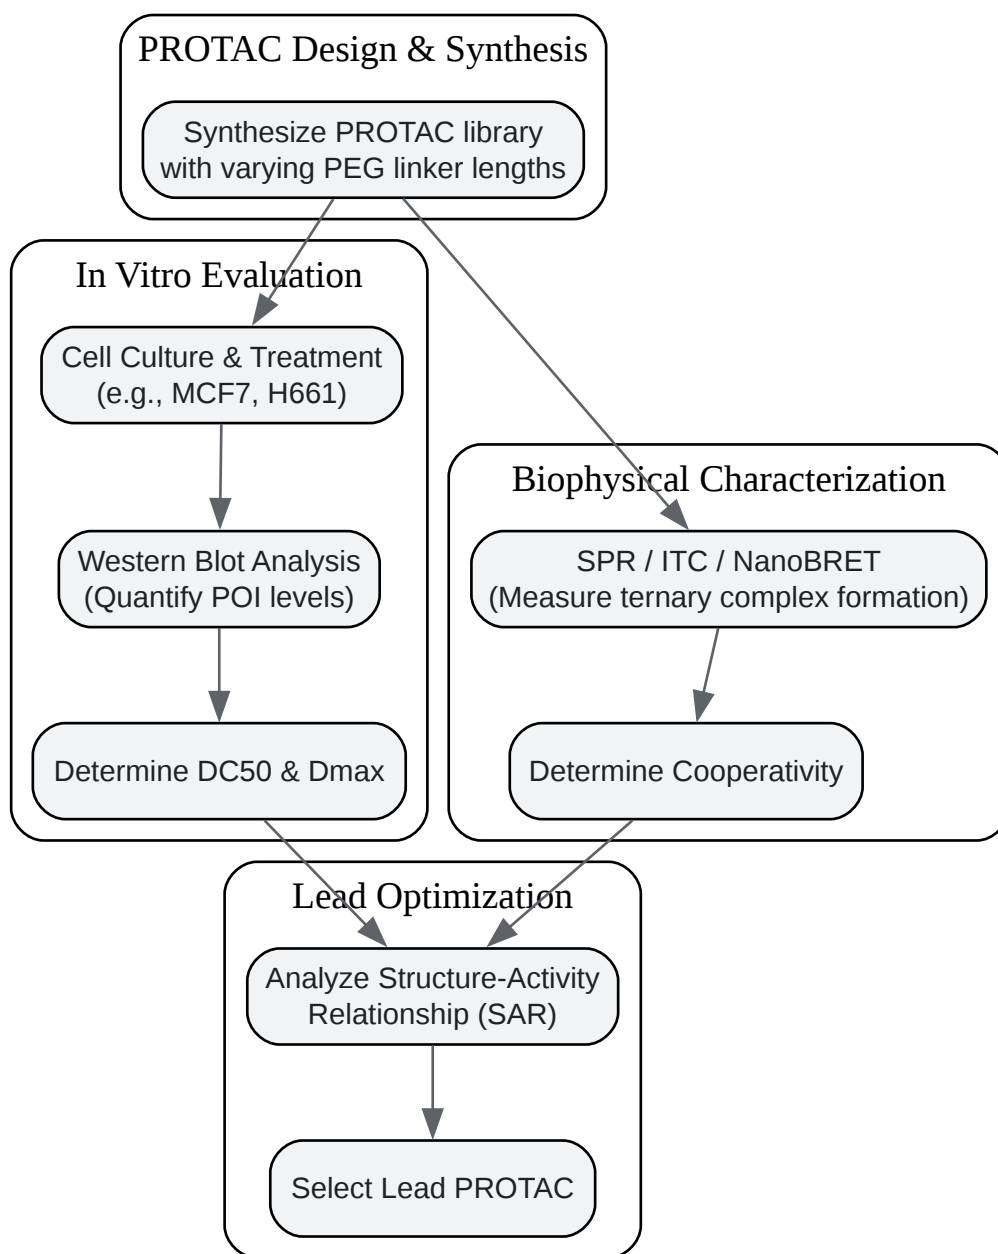 PROTAC Design & Synthesis
Synthesize PROTAC library
with varying PEG linker lengths
In Vitro Evaluation
Cell Culture & Treatment
(e.g., MCF7, H661)
Western Blot Analysis
(Quantify POI levels)
Determine DC50 & Dmax
Biophysical Characterization
SPR / ITC / NanoBRET
(Measure ternary complex formation)
Determine Cooperativity
Lead Optimization
Analyze Structure-Activity
Relationship (SAR)
Select Lead PROTAC